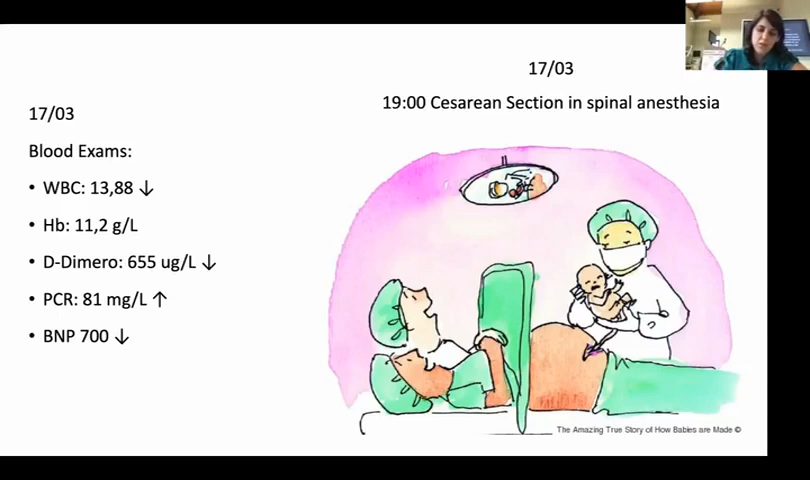 17/03
Blood Exams:
• WBC: 13,88 ↓
• Hb: 11,2 g/L
• D-Dimero: 655 ug/L ↓
• PCR: 81 mg/L ↑
• BNP 700 ↓
17/03
19:00 Cesarean Section in spinal anesthesia
The Amazing True Story of How Babies are Made ©